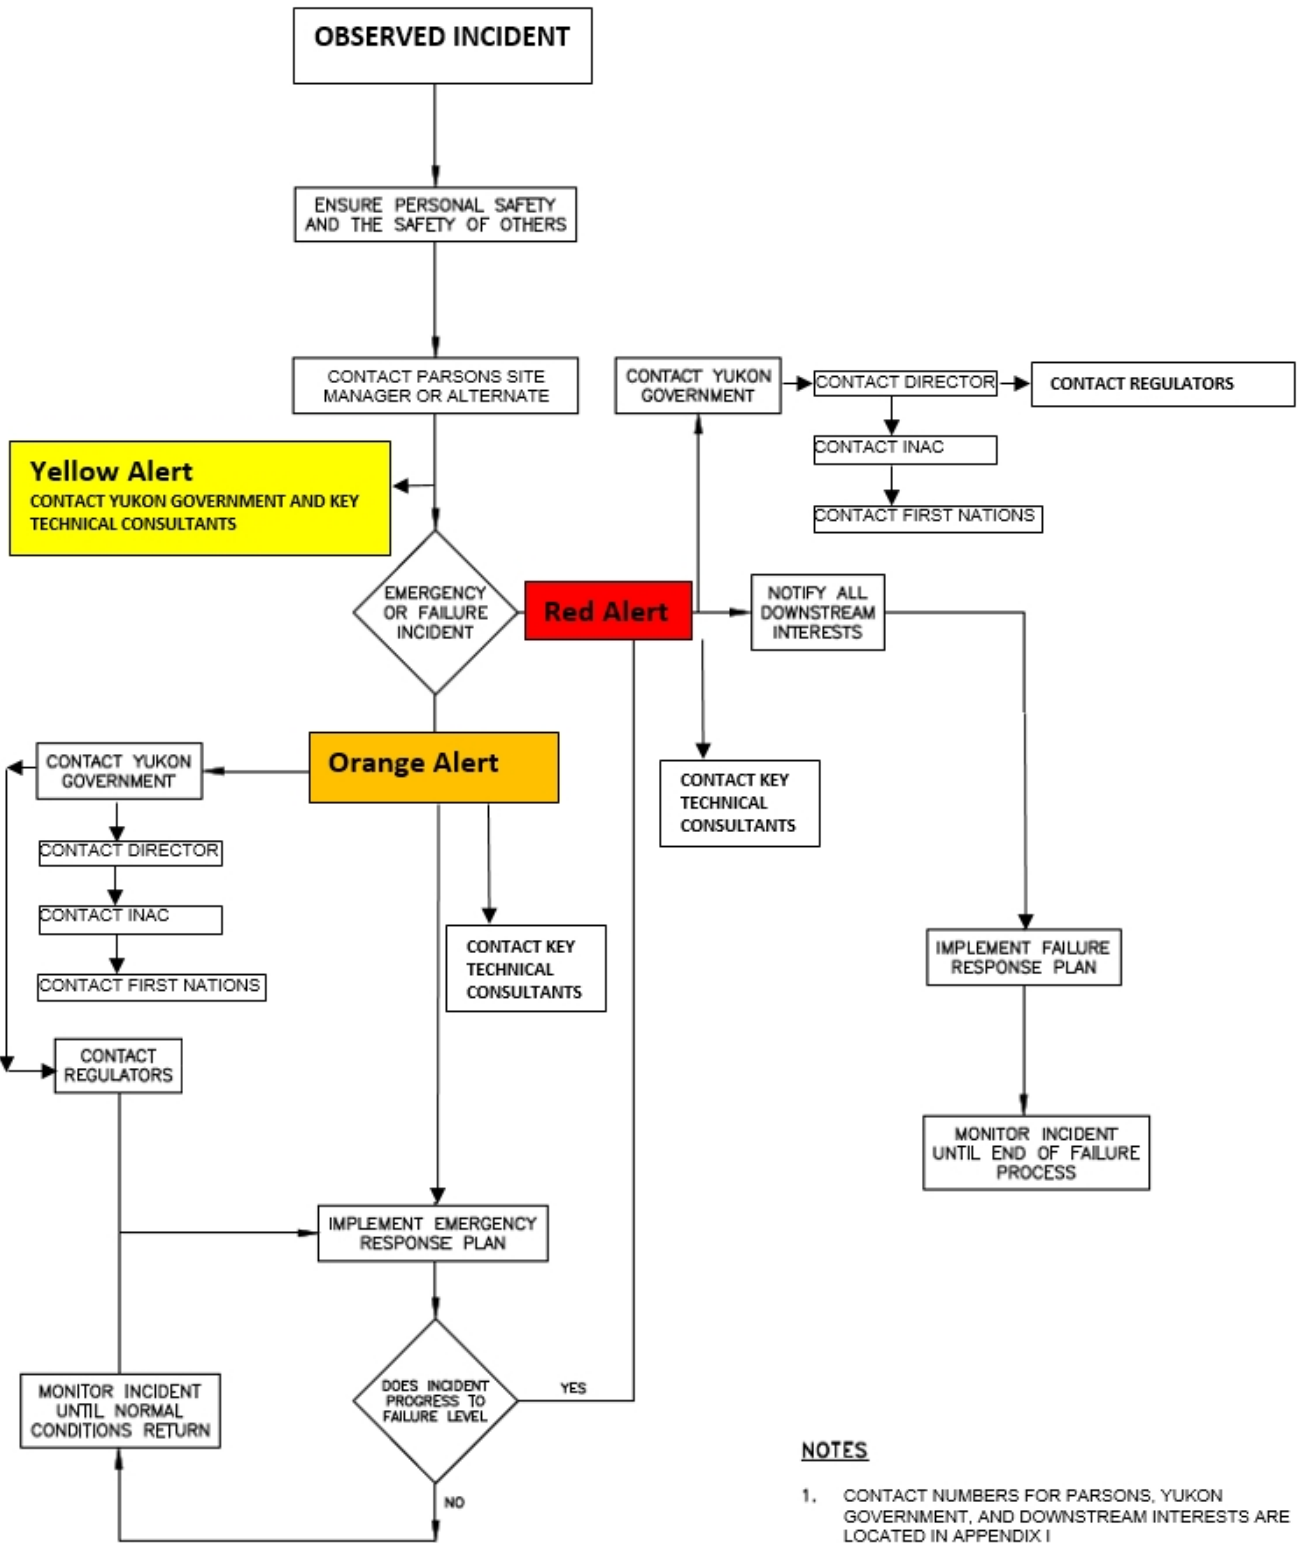 OBSERVED INCIDENT
ENSURE PERSONAL SAFETY
AND THE SAFETY OF OTHERS
CONTACT PARSONS SITE
MANAGER OR ALTERNATE
CONTACT YUKON
GOVERNMENT
CONTACT DIRECTOR
CONTACT REGULATORS
CONTACT INAC
CONTACT FIRST NATIONS
Yellow Alert
CONTACT YUKON GOVERNMENT AND KEY
TECHNICAL CONSULTANTS
EMERGENCY
OR FAILURE
INCIDENT
Red Alert
NOTIFY ALL
DOWNSTREAM
INTERESTS
Orange Alert
CONTACT YUKON
GOVERNMENT
CONTACT DIRECTOR
CONTACT INAC
CONTACT FIRST NATIONS
CONTACT KEY
TECHNICAL
CONSULTANTS
CONTACT KEY
TECHNICAL
CONSULTANTS
IMPLEMENT FAILURE
RESPONSE PLAN
CONTACT
REGULATORS
MONITOR INCIDENT
UNTIL END OF FAILURE
PROCESS
IMPLEMENT EMERGENCY
RESPONSE PLAN
MONITOR INCIDENT
UNTIL NORMAL
CONDITIONS RETURN
DOES INCIDENT
PROGRESS TO
FAILURE LEVEL
YES
NO
NOTES
1. CONTACT NUMBERS FOR PARSONS, YUKON
GOVERNMENT, AND DOWNSTREAM INTERESTS ARE
LOCATED IN APPENDIX I